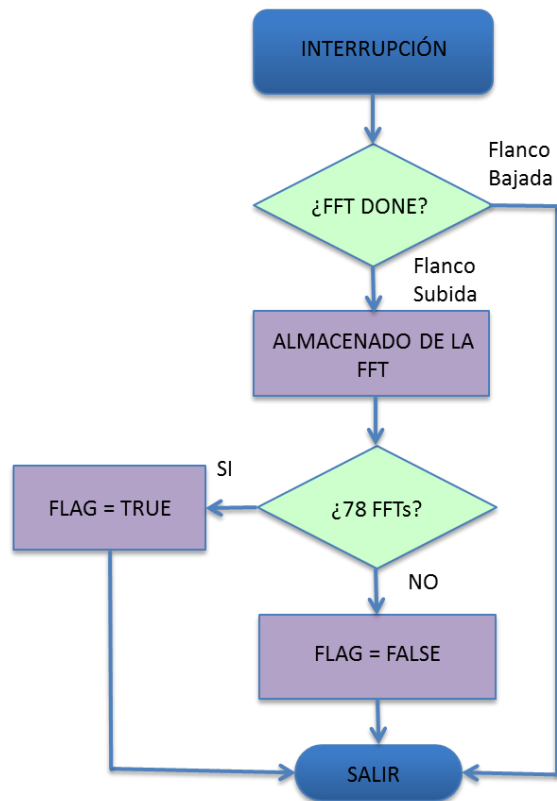 INTERRUPCIÓN
Flanco
Bajada
¿FFT DONE?
Flanco
Subida
ALMACENADO DE LA
FFT
SI
FLAG = TRUE
¿78 FFTs?
NO
FLAG = FALSE
SALIR